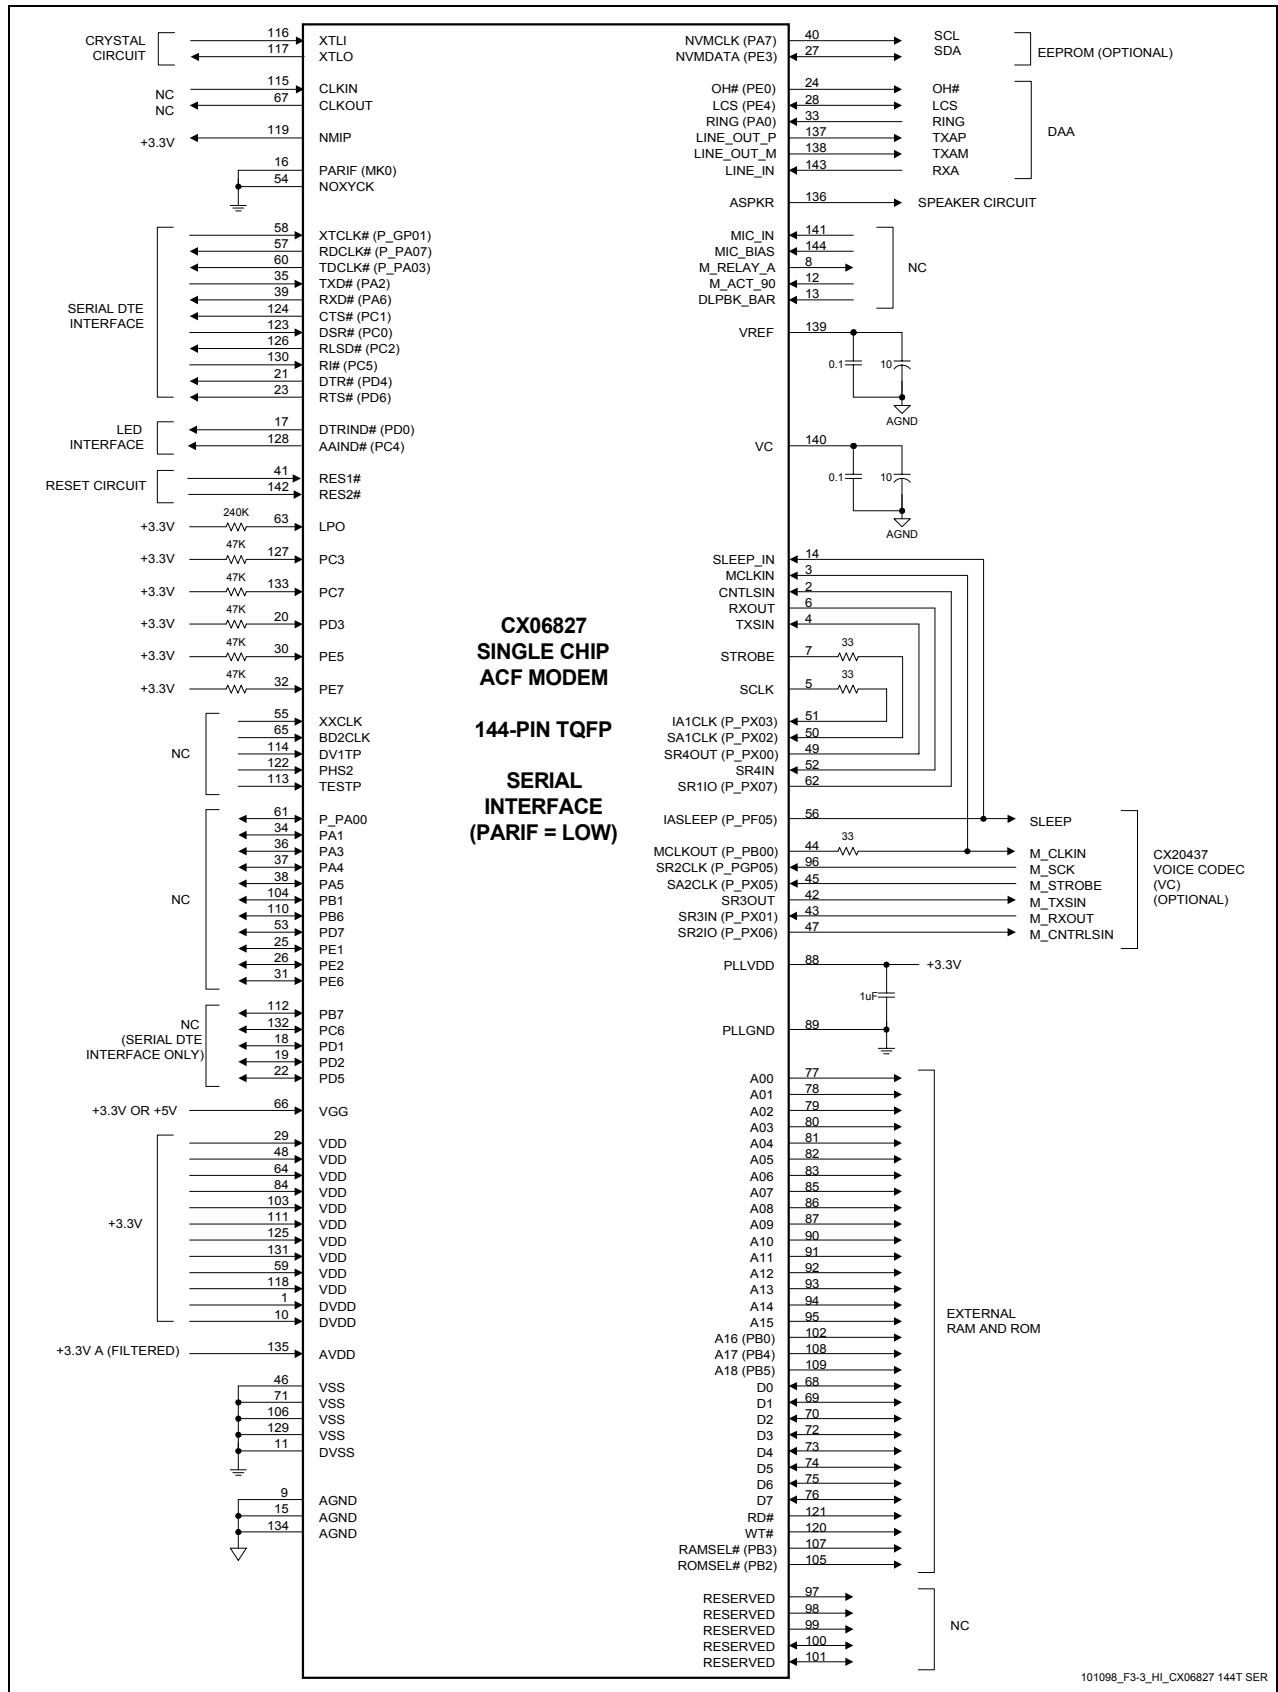 CRYSTAL
CIRCUIT
116 XTLI
117 XTLO
NC 115 CLKIN
NC 67 CLKOUT
+3.3V 119 NMIP
16 PARIF (MK0)
54 NOXYCK
SERIAL DTE
INTERFACE
58 XTCLK# (P_GP01)
57 RDCLK# (P_PA07)
60 TDCLK# (P_PA03)
35 TXD# (PA2)
39 RXD# (PA6)
124 CTS# (PC1)
123 DSR# (PC0)
126 RLSD# (PC2)
130 RI# (PC5)
21 DTR# (PD4)
23 RTS# (PD6)
LED
INTERFACE
17 DTRIND# (PD0)
128 AAIND# (PC4)
RESET CIRCUIT
41 RES1#
142 RES2#
+3.3V 240K 63 LPO
+3.3V 47K 127 PC3
+3.3V 47K 133 PC7
+3.3V 47K 20 PD3
+3.3V 47K 30 PE5
+3.3V 47K 32 PE7
NC
55 XXCLK
65 BD2CLK
114 DV1TP
122 PHS2
113 TESTP
NC
61 P_PA00
34 PA1
36 PA3
37 PA4
38 PA5
104 PB1
110 PB6
53 PD7
25 PE1
26 PE2
31 PE6
NC
(SERIAL DTE
INTERFACE ONLY)
112 PB7
132 PC6
18 PD1
19 PD2
22 PD5
+3.3V OR +5V 66 VGG
+3.3V
29 VDD
48 VDD
64 VDD
84 VDD
103 VDD
111 VDD
125 VDD
131 VDD
59 VDD
118 VDD
1 DVDD
10 DVDD
+3.3V A (FILTERED) 135 AVDD
46 VSS
71 VSS
106 VSS
129 VSS
11 DVSS
9 AGND
15 AGND
134 AGND
CX06827
SINGLE CHIP
ACF MODEM
144-PIN TQFP
SERIAL
INTERFACE
(PARIF = LOW)
NVMCLK (PA7) 40 SCL
NVMDATA (PE3) 27 SDA
EEPROM (OPTIONAL)
OH# (PE0) 24 OH#
LCS (PE4) 28 LCS
RING (PA0) 33 RING
LINE_OUT_P 137 TXAP
LINE_OUT_M 138 TXAM
LINE_IN 143 RXA
DAA
ASPKR 136 SPEAKER CIRCUIT
MIC_IN 141
MIC_BIAS 144
M_RELAY_A 8
M_ACT_90 12
DLPBK_BAR 13
NC
VREF 139
0.1 10
AGND
VC 140
0.1 10
AGND
SLEEP_IN 14
MCLKIN 3
CNTLSIN 2
RXOUT 6
TXSIN 4
STROBE 7 33
SCLK 5 33
IA1CLK (P_PX03) 51
SA1CLK (P_PX02) 50
SR4OUT (P_PX00) 49
SR4IN 52
SR1IO (P_PX07) 62
IASLEEP (P_PF05) 56 SLEEP
MCLKOUT (P_PB00) 44 33 M_CLKIN
SR2CLK (P_PGP05) 96 M_SCK
SA2CLK (P_PX05) 45 M_STROBE
SR3OUT 42 M_TXSIN
SR3IN (P_PX01) 43 M_RXOUT
SR2IO (P_PX06) 47 M_CNTRLSIN
CX20437
VOICE CODEC
(VC)
(OPTIONAL)
PLLVDD 88 +3.3V
1uF
PLLGND 89
A00 77
A01 78
A02 79
A03 80
A04 81
A05 82
A06 83
A07 85
A08 86
A09 87
A10 90
A11 91
A12 92
A13 93
A14 94
A15 95
A16 (PB0) 102
A17 (PB4) 108
A18 (PB5) 109
D0 68
D1 69
D2 70
D3 72
D4 73
D5 74
D6 75
D7 76
RD# 121
WT# 120
RAMSEL# (PB3) 107
ROMSEL# (PB2) 105
EXTERNAL
RAM AND ROM
RESERVED 97
RESERVED 98
RESERVED 99
RESERVED 100
RESERVED 101
NC
101098_F3-3_HI_CX06827 144T SER